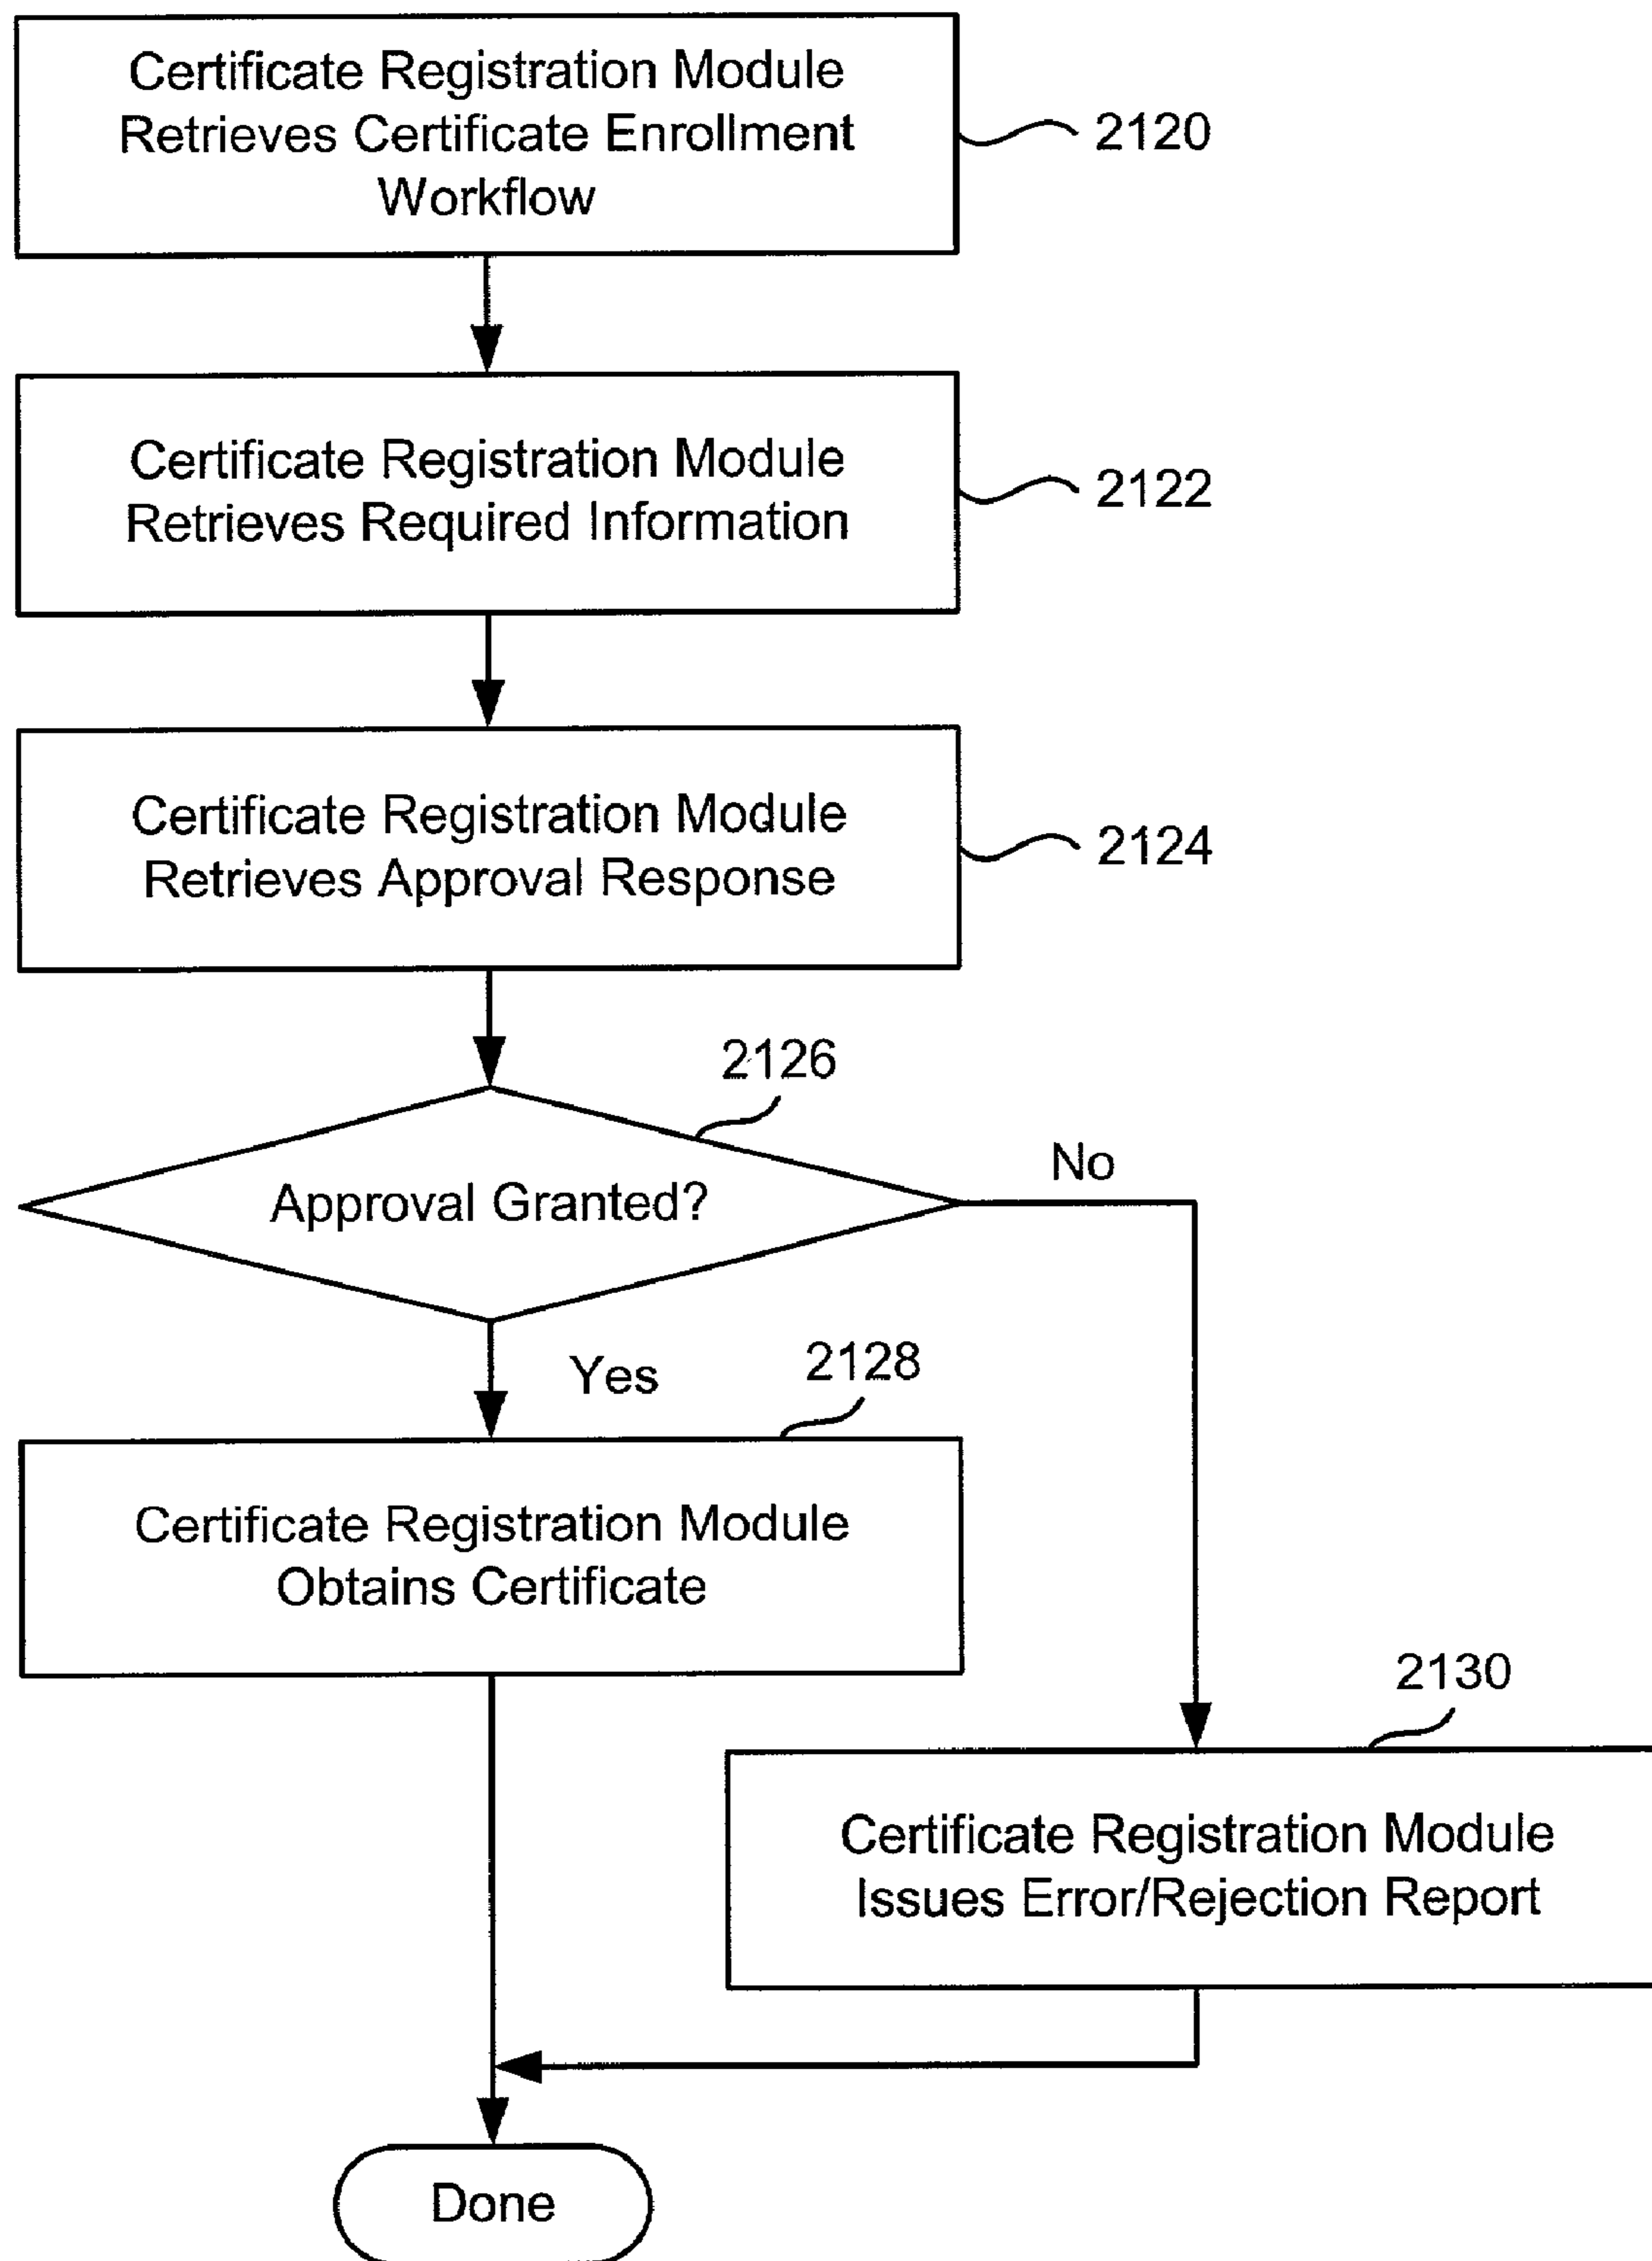 Certificate Registration Module
Retrieves Certificate Enrollment
Workflow
2120
Certificate Registration Module
Retrieves Required Information
2122
Certificate Registration Module
Retrieves Approval Response
2124
2126
Approval Granted?
No
Yes
2128
Certificate Registration Module
Obtains Certificate
2130
Certificate Registration Module
Issues Error/Rejection Report
Done